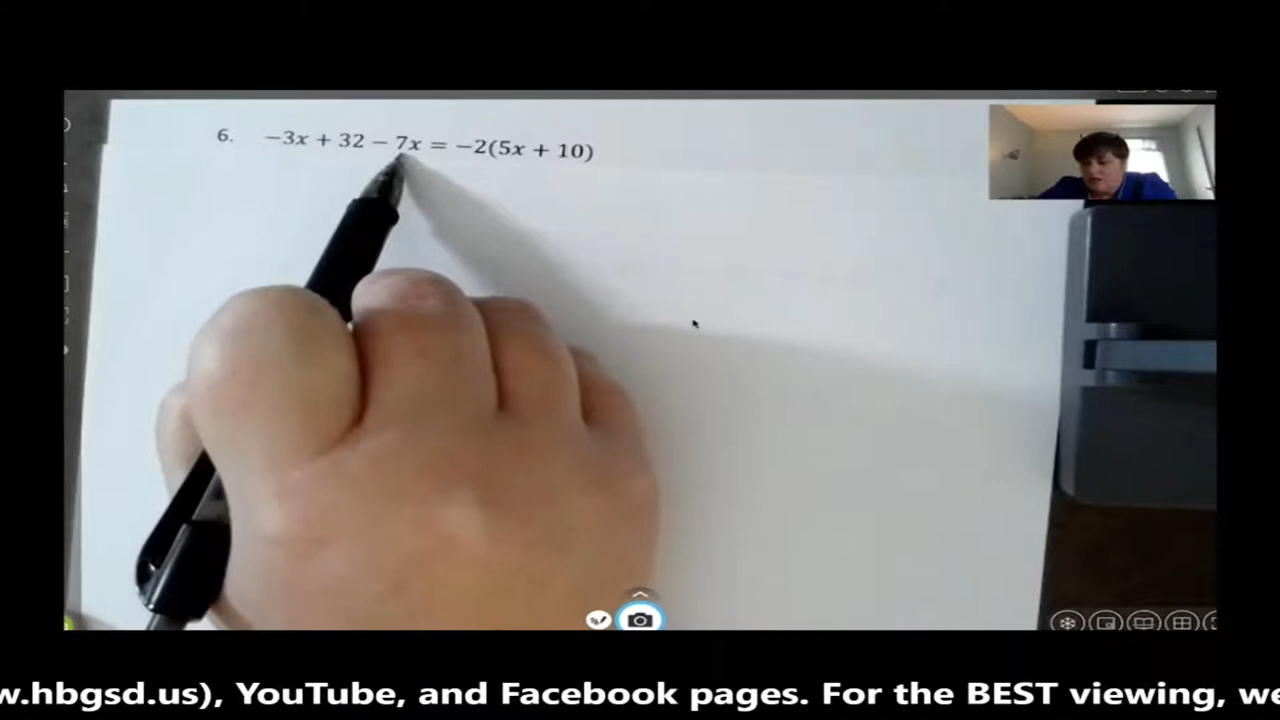 6. −3x + 32 − 7x = −2(5x + 10)
w.hbgsd.us), YouTube, and Facebook pages. For the BEST viewing, we